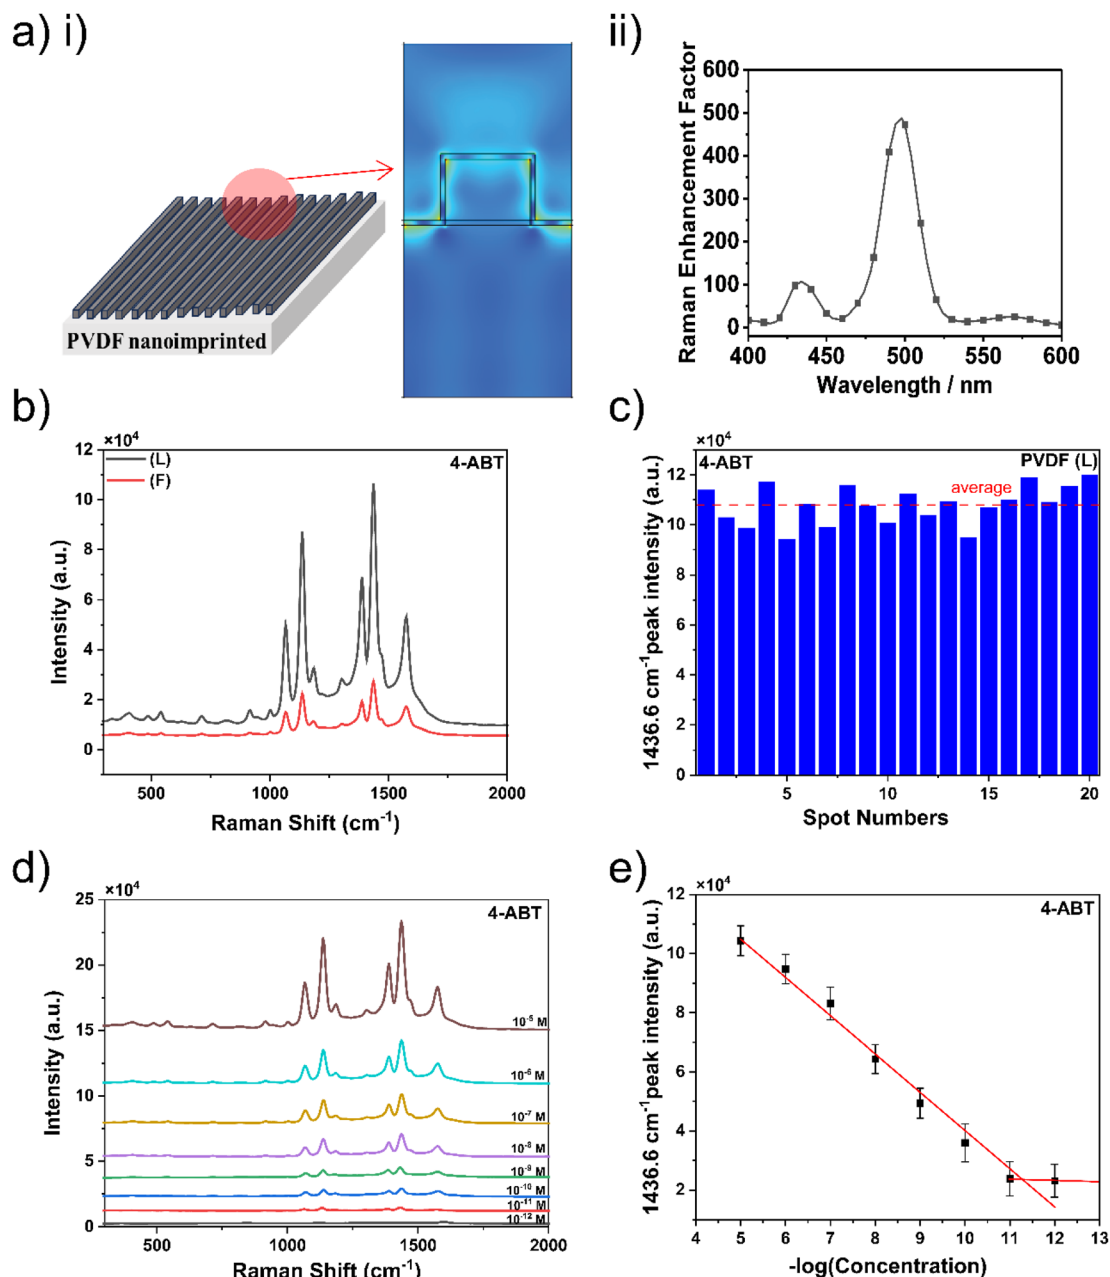 a) i)
PVDF nanoimprinted
ii)
Raman Enhancement Factor
600
500
400
300
200
100
0
400
450
500
550
600
Wavelength / nm
b)
×10⁴
12
10
8
6
4
2
0
(L)
(F)
4-ABT
Intensity (a.u.)
500
1000
1500
2000
Raman Shift (cm⁻¹)
c)
×10⁴
12
10
8
6
4
2
0
4-ABT
PVDF (L)
average
1436.6 cm⁻¹peak intensity (a.u.)
5
10
15
20
Spot Numbers
d)
×10⁴
25
20
15
10
5
0
4-ABT
Intensity (a.u.)
10⁻⁵ M
10⁻⁶ M
10⁻⁷ M
10⁻⁸ M
10⁻⁹ M
10⁻¹⁰ M
10⁻¹¹ M
10⁻¹² M
500
1000
1500
2000
Raman Shift (cm⁻¹)
e)
×10⁴
12
10
8
6
4
2
4-ABT
1436.6 cm⁻¹peak intensity (a.u.)
4
5
6
7
8
9
10
11
12
13
-log(Concentration)